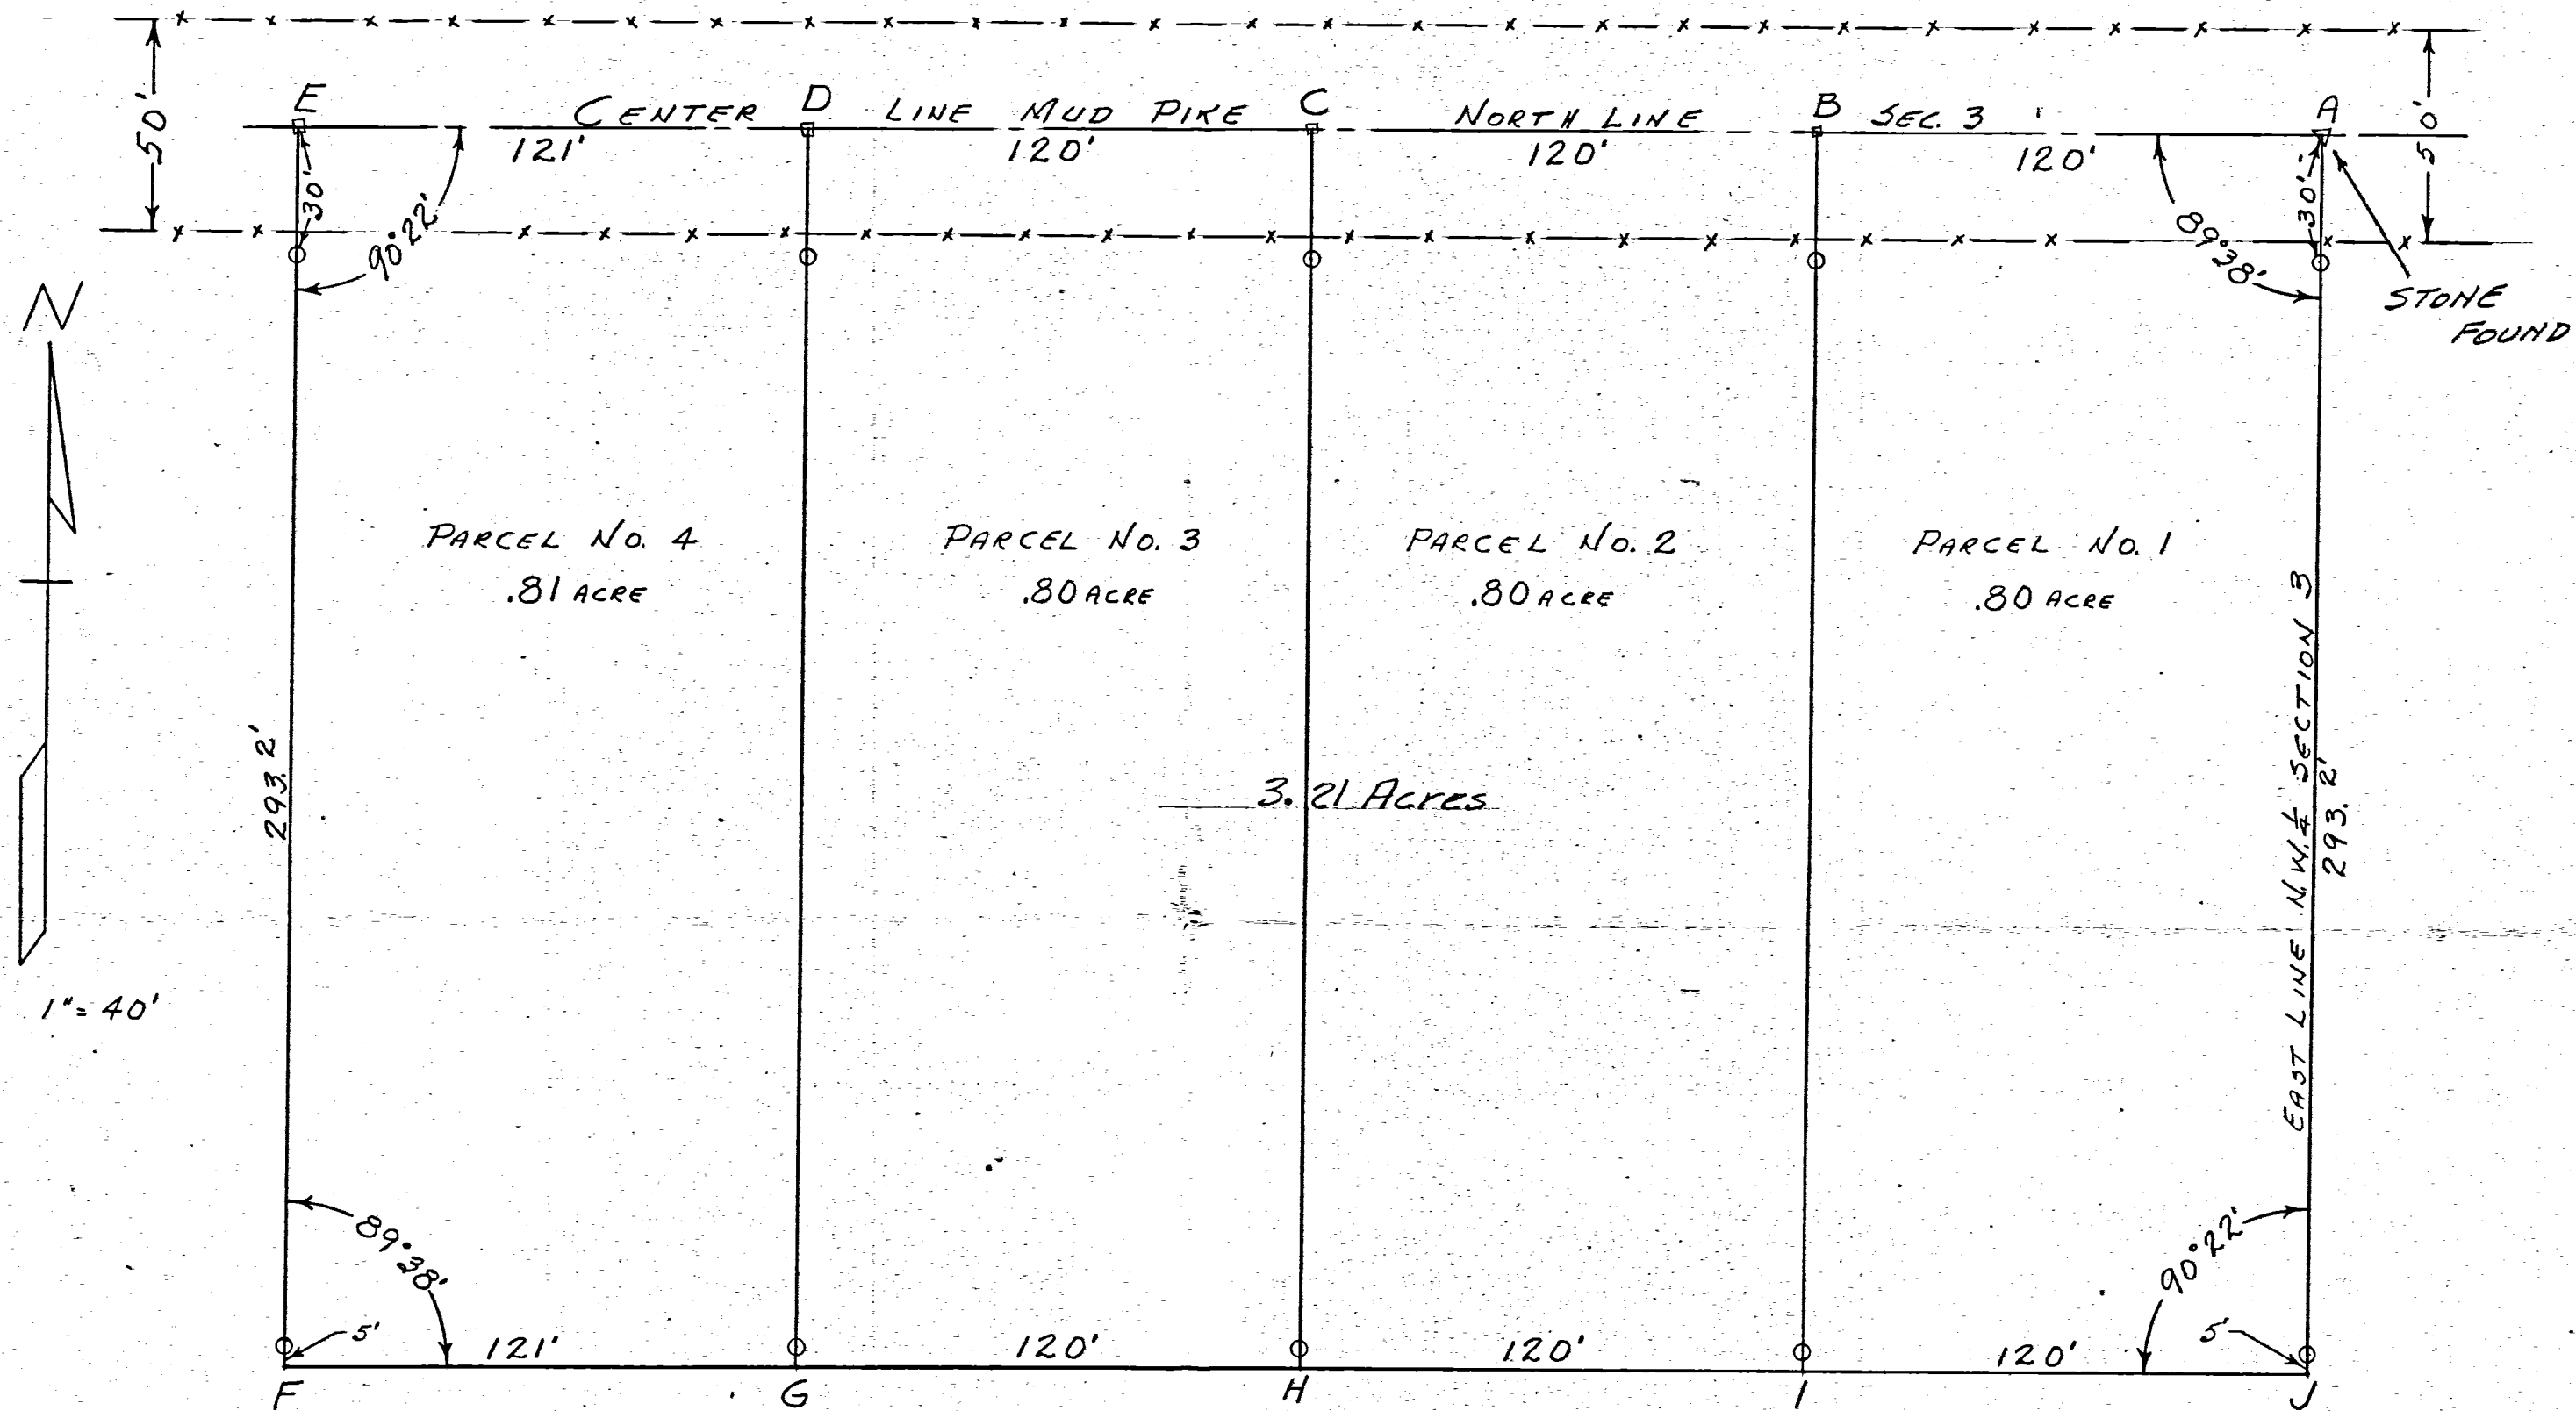 E D C B A
CENTER LINE MUD PIKE NORTH LINE SEC. 3
121' 120' 120' 120'
50' 50'
30' 30'
90°22' 89°38'
STONE
FOUND
N
PARCEL No. 4
.81 ACRE
PARCEL No. 3
.80 ACRE
PARCEL No. 2
.80 ACRE
PARCEL No. 1
.80 ACRE
293.2'
3.21 Acres
EAST LINE N.W. 1/4 SECTION 3
293.2'
1"=40'
89°38' 90°22'
5' 5'
121' 120' 120' 120'
F G H I J